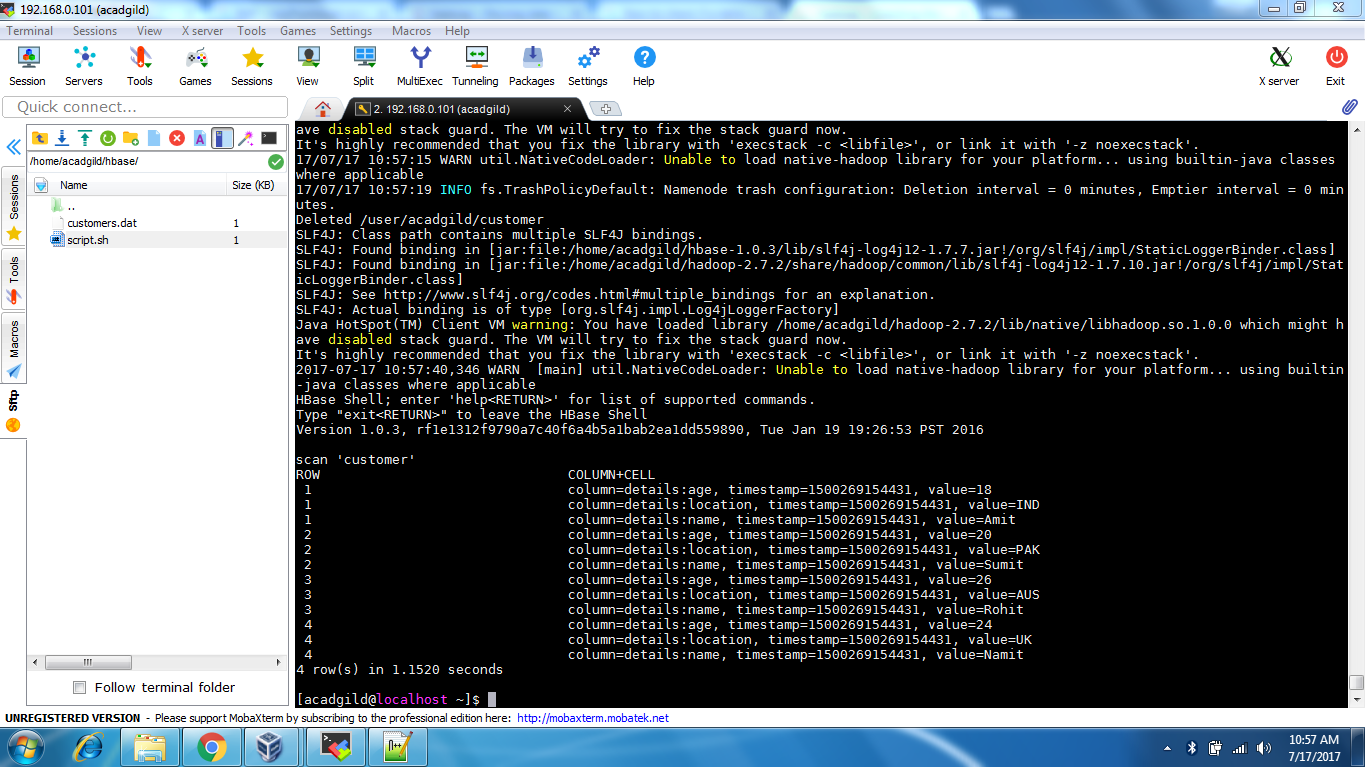 192.168.0.101 (acadgild)
Terminal Sessions View X server Tools Games Settings Macros Help
Session Servers Tools Games Sessions View Split MultiExec Tunneling Packages Settings Help X server Exit
Quick connect...
2. 192.168.0.101 (acadgild)
/home/acadgild/hbase/
Name Size (KB)
..
customers.dat 1
script.sh 1
Sessions
Tools
Macros
Sftp
Follow terminal folder
ave disabled stack guard. The VM will try to fix the stack guard now.
It's highly recommended that you fix the library with 'execstack -c <libfile>', or link it with '-z noexecstack'.
17/07/17 10:57:15 WARN util.NativeCodeLoader: Unable to load native-hadoop library for your platform... using builtin-java classes
where applicable
17/07/17 10:57:19 INFO fs.TrashPolicyDefault: Namenode trash configuration: Deletion interval = 0 minutes, Emptier interval = 0 min
utes.
Deleted /user/acadgild/customer
SLF4J: Class path contains multiple SLF4J bindings.
SLF4J: Found binding in [jar:file:/home/acadgild/hbase-1.0.3/lib/slf4j-log4j12-1.7.7.jar!/org/slf4j/impl/StaticLoggerBinder.class]
SLF4J: Found binding in [jar:file:/home/acadgild/hadoop-2.7.2/share/hadoop/common/lib/slf4j-log4j12-1.7.10.jar!/org/slf4j/impl/Stat
icLoggerBinder.class]
SLF4J: See http://www.slf4j.org/codes.html#multiple_bindings for an explanation.
SLF4J: Actual binding is of type [org.slf4j.impl.Log4jLoggerFactory]
Java HotSpot(TM) Client VM warning: You have loaded library /home/acadgild/hadoop-2.7.2/lib/native/libhadoop.so.1.0.0 which might h
ave disabled stack guard. The VM will try to fix the stack guard now.
It's highly recommended that you fix the library with 'execstack -c <libfile>', or link it with '-z noexecstack'.
2017-07-17 10:57:40,346 WARN  [main] util.NativeCodeLoader: Unable to load native-hadoop library for your platform... using builtin
-java classes where applicable
HBase Shell; enter 'help<RETURN>' for list of supported commands.
Type "exit<RETURN>" to leave the HBase Shell
Version 1.0.3, rf1e1312f9790a7c40f6a4b5a1bab2ea1dd559890, Tue Jan 19 19:26:53 PST 2016
scan 'customer'
ROW COLUMN+CELL
1 column=details:age, timestamp=1500269154431, value=18
1 column=details:location, timestamp=1500269154431, value=IND
1 column=details:name, timestamp=1500269154431, value=Amit
2 column=details:age, timestamp=1500269154431, value=20
2 column=details:location, timestamp=1500269154431, value=PAK
2 column=details:name, timestamp=1500269154431, value=Sumit
3 column=details:age, timestamp=1500269154431, value=26
3 column=details:location, timestamp=1500269154431, value=AUS
3 column=details:name, timestamp=1500269154431, value=Rohit
4 column=details:age, timestamp=1500269154431, value=24
4 column=details:location, timestamp=1500269154431, value=UK
4 column=details:name, timestamp=1500269154431, value=Namit
4 row(s) in 1.1520 seconds
[acadgild@localhost ~]$
UNREGISTERED VERSION - Please support MobaXterm by subscribing to the professional edition here: http://mobaxterm.mobatek.net
10:57 AM
7/17/2017